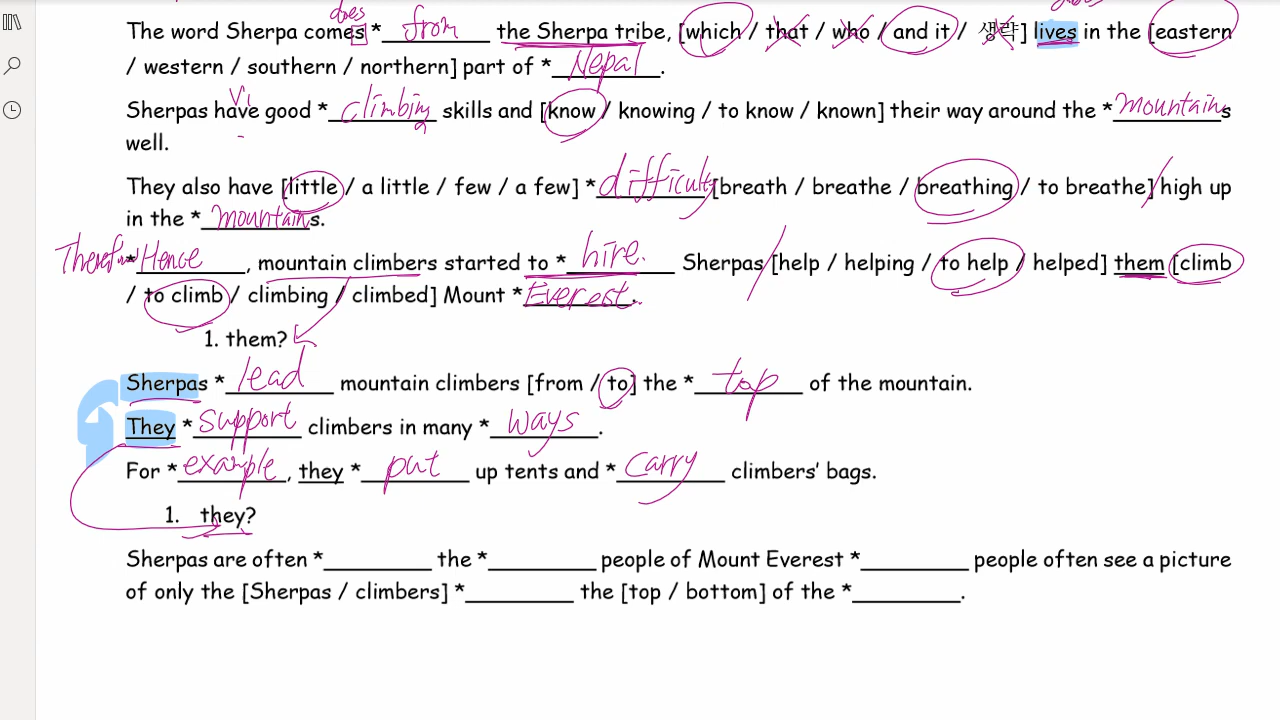 does
The word Sherpa comes * from the Sherpa tribe, [which / that / who / and it / 생략] lives in the [eastern
/ western / southern / northern] part of * Nepal.
Vi
Sherpas have good * climbing skills and [know / knowing / to know / known] their way around the * mountains
well.
They also have [little / a little / few / a few] * difficulty [breath / breathe / breathing / to breathe] high up
in the * mountains.
* Hence, mountain climbers started to * hire Sherpas [help / helping / to help / helped] them [climb
/ to climb / climbing / climbed] Mount * Everest.
1. them?
Sherpas * lead mountain climbers [from / to] the * top of the mountain.
They * support climbers in many * ways.
For * example, they * put up tents and * carry climbers' bags.
1. they?
Sherpas are often *__________ the *__________ people of Mount Everest *__________ people often see a picture
of only the [Sherpas / climbers] *__________ the [top / bottom] of the *__________.